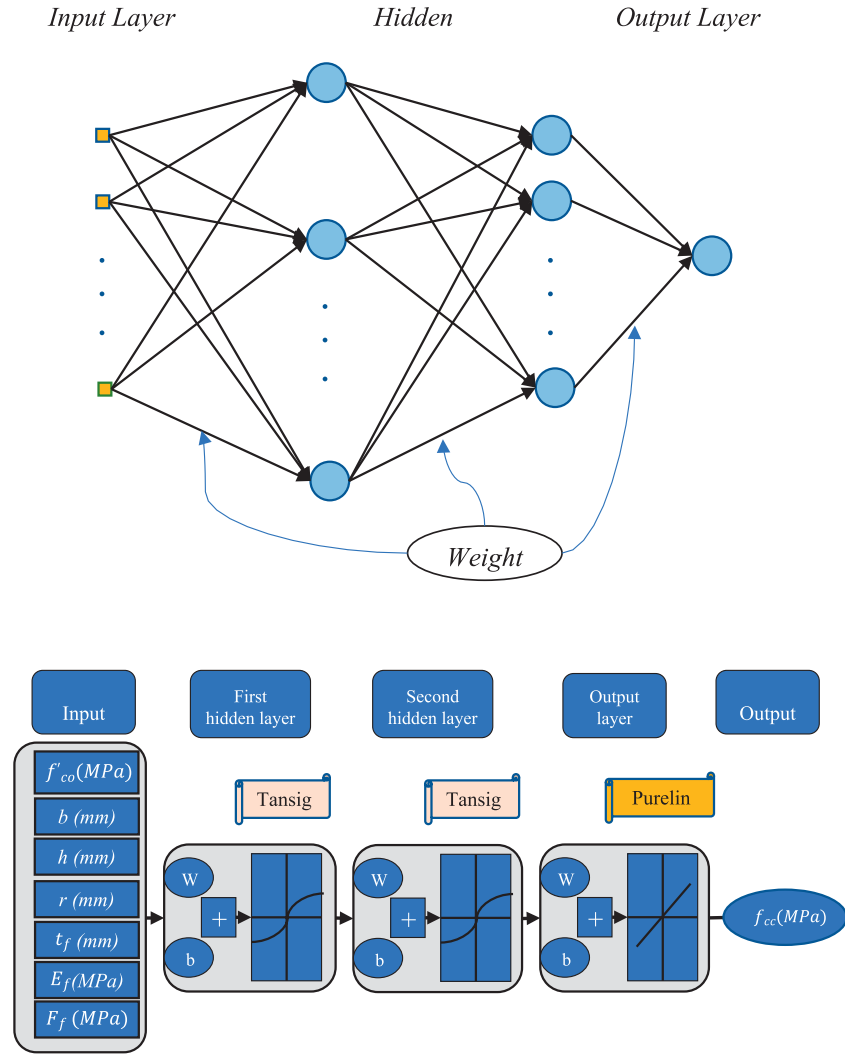 Input Layer
Hidden
Output Layer
Weight
Input
First
hidden layer
Second
hidden layer
Output
layer
Output
f'co(MPa)
b (mm)
h (mm)
r (mm)
tf (mm)
Ef(MPa)
Ff (MPa)
Tansig
Tansig
Purelin
W
+
b
W
+
b
W
+
b
fcc(MPa)